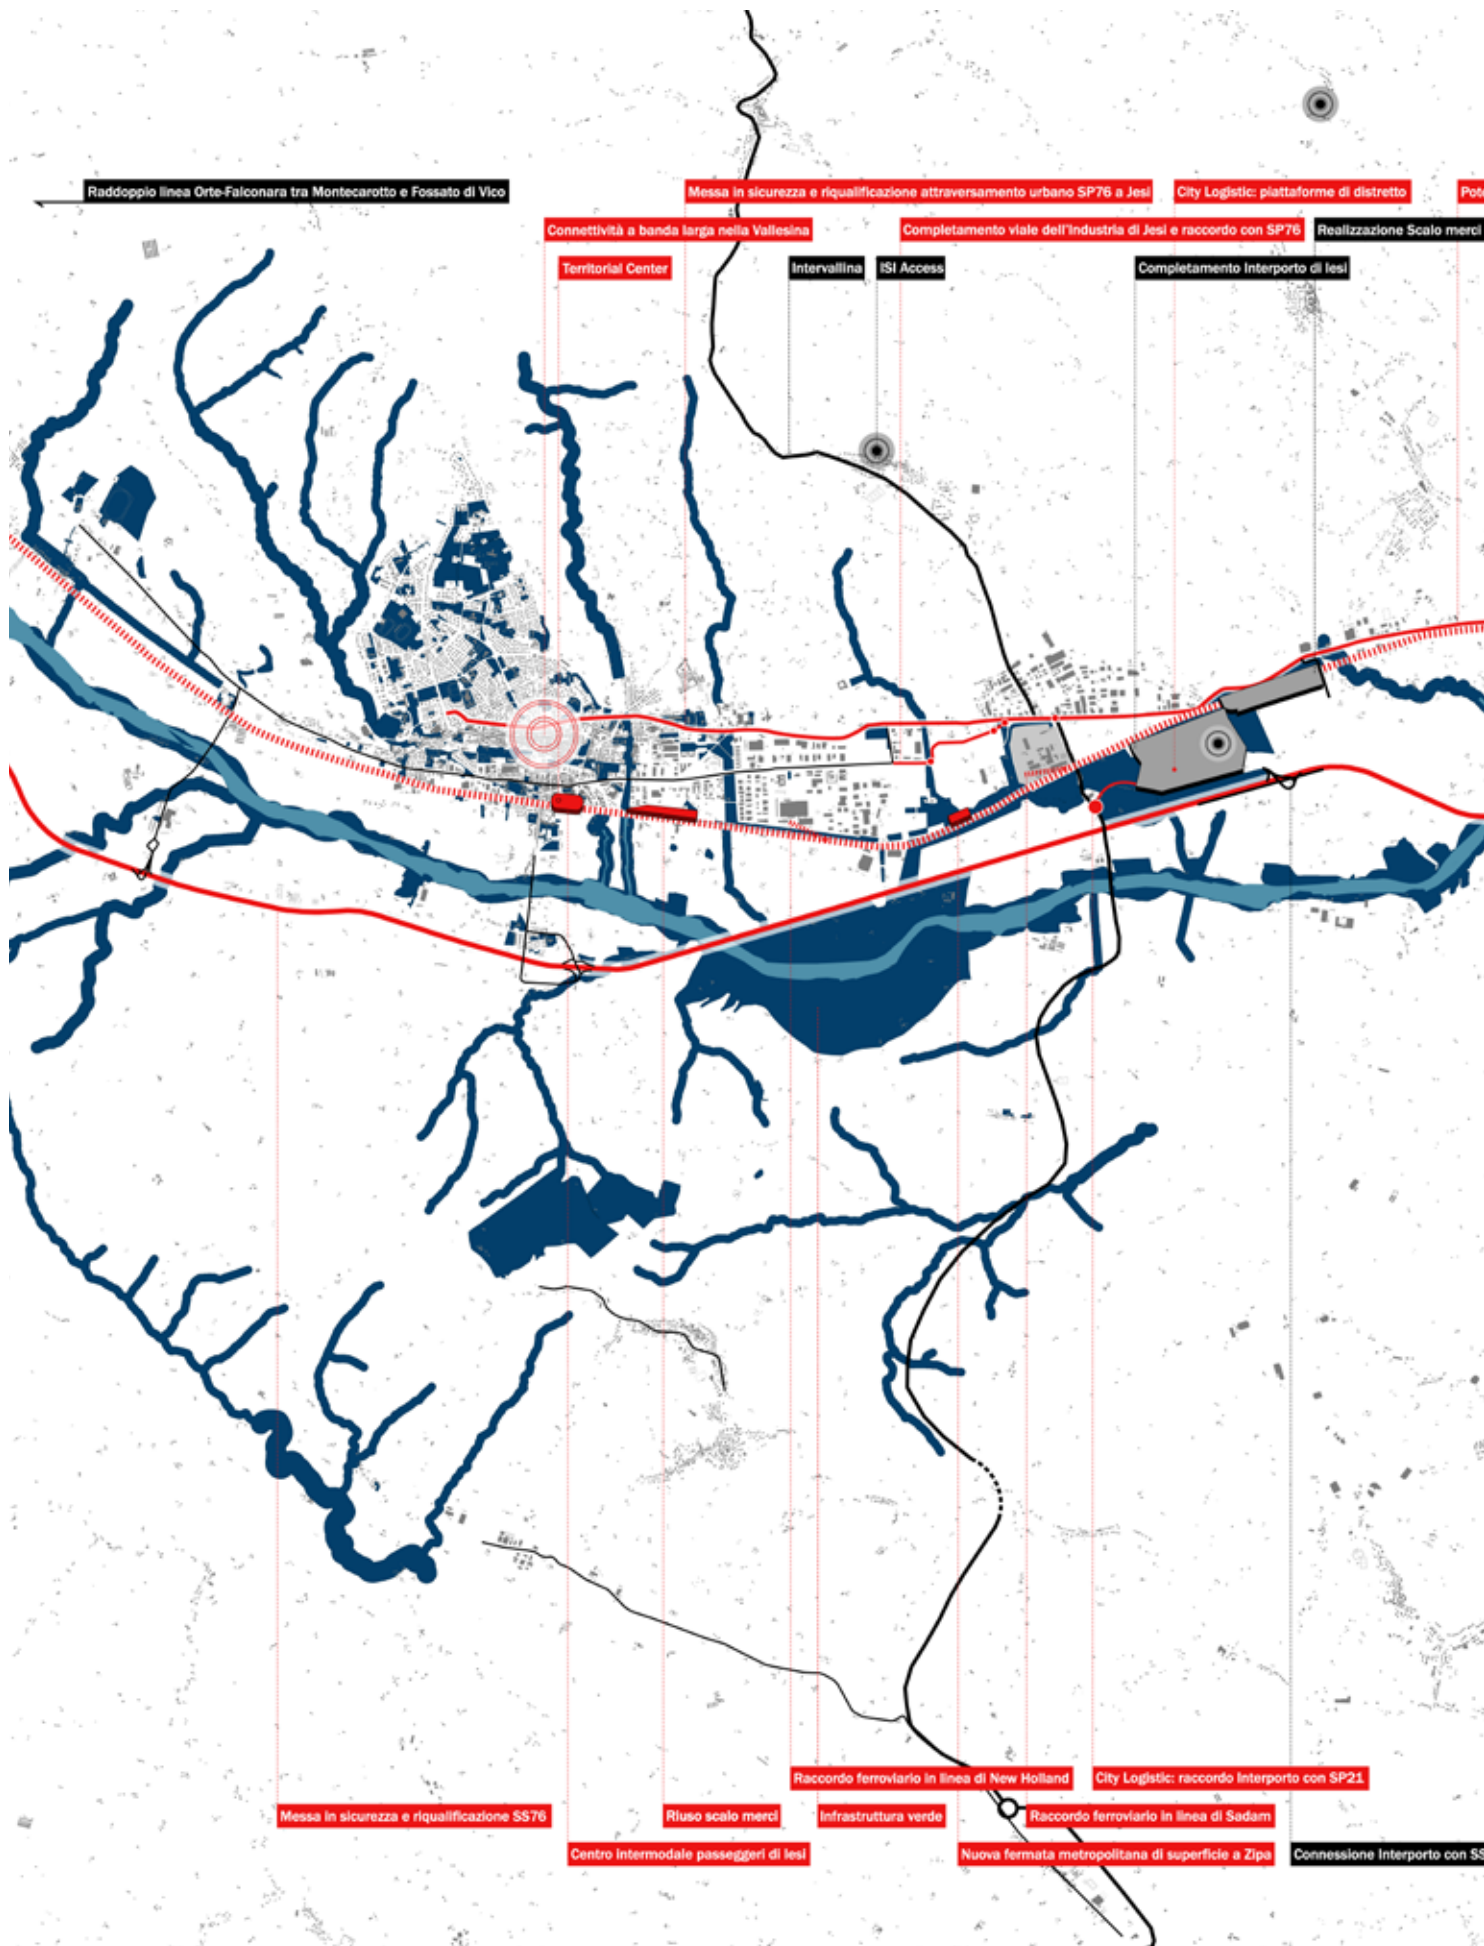 Raddoppio linea Orte-Falconara tra Montecarotto e Fossato di Vico
Messa in sicurezza e riqualificazione attraversamento urbano SP76 a Jesi
City Logistic: piattaforme di distretto
Connettività a banda larga nella Vallesina
Completamento viale dell'Industria di Jesi e raccordo con SP76
Realizzazione Scalo merci
Territorial Center
Intervallina
ISI Access
Completamento Interporto di Iesi
Raccordo ferroviario in linea di New Holland
City Logistic: raccordo Interporto con SP21
Messa in sicurezza e riqualificazione SS76
Riuso scalo merci
Infrastruttura verde
Raccordo ferroviario in linea di Sadam
Centro intermodale passeggeri di Iesi
Nuova fermata metropolitana di superficie a Zipa
Connessione Interporto con